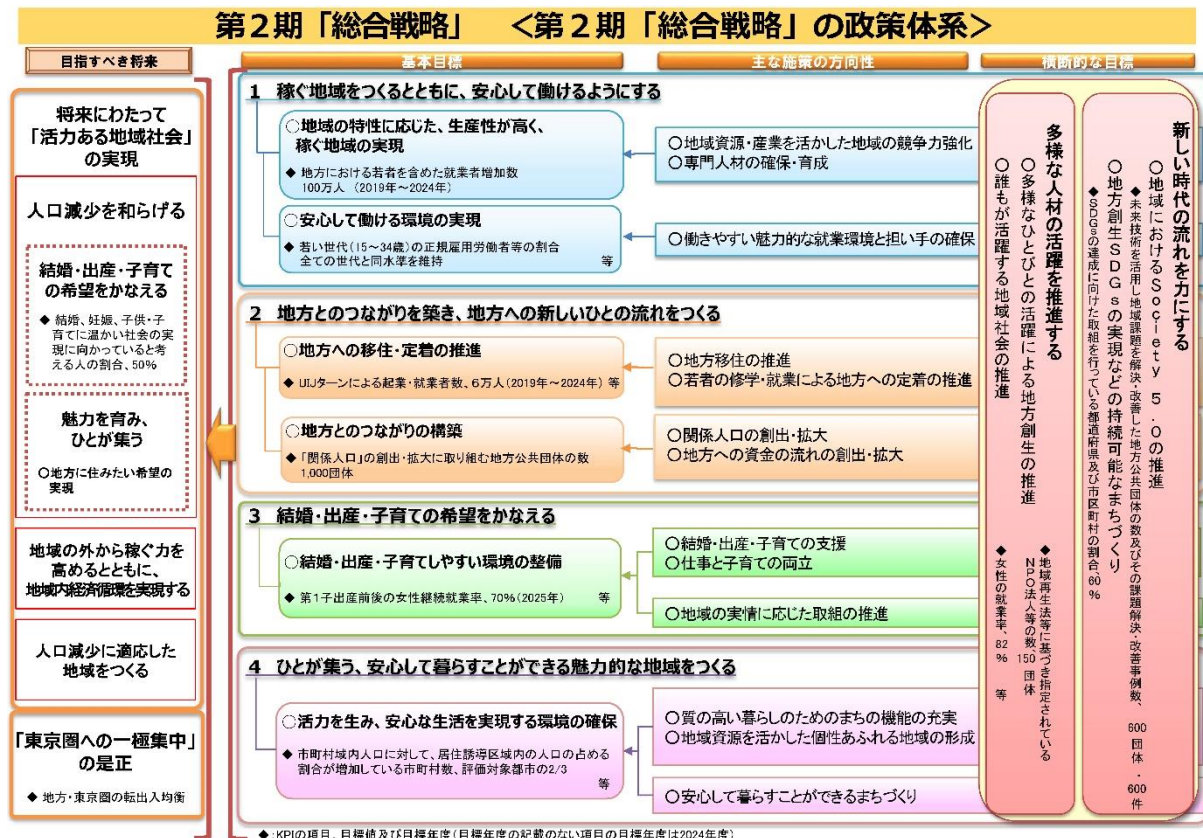 第２期「総合戦略」　＜第２期「総合戦略」の政策体系＞
目指すべき将来
将来にわたって
「活力ある地域社会」
の実現
人口減少を和らげる
結婚・出産・子育て
の希望をかなえる
◆ 結婚、妊娠、子供・子
育てに温かい社会の実
現に向かっていると考
える人の割合、50%
魅力を育み、
ひとが集う
○地方に住みたい希望の
実現
地域の外から稼ぐ力を
高めるとともに、
地域内経済循環を実現する
人口減少に適応した
地域をつくる
「東京圏への一極集中」
の是正
◆ 地方・東京圏の転出入均衡
基本目標
主な施策の方向性
横断的な目標
1　稼ぐ地域をつくるとともに、安心して働けるようにする
○地域の特性に応じた、生産性が高く、
稼ぐ地域の実現
◆ 地方における若者を含めた就業者増加数
100万人 （2019年～2024年）
○地域資源・産業を活かした地域の競争力強化
○専門人材の確保・育成
○安心して働ける環境の実現
◆ 若い世代（15～34歳）の正規雇用労働者等の割合
全ての世代と同水準を維持　等
○働きやすい魅力的な就業環境と担い手の確保
2　地方とのつながりを築き、地方への新しいひとの流れをつくる
○地方への移住・定着の推進
◆ UIJターンによる起業・就業者数、6万人（2019年～2024年） 等
○地方移住の推進
○若者の修学・就業による地方への定着の推進
○地方とのつながりの構築
◆ 「関係人口」の創出・拡大に取り組む地方公共団体の数
1,000団体
○関係人口の創出・拡大
○地方への資金の流れの創出・拡大
3　結婚・出産・子育ての希望をかなえる
○結婚・出産・子育てしやすい環境の整備
◆ 第1子出産前後の女性継続就業率、70%（2025年）　等
○結婚・出産・子育ての支援
○仕事と子育ての両立
○地域の実情に応じた取組の推進
4　ひとが集う、安心して暮らすことができる魅力的な地域をつくる
○活力を生み、安心な生活を実現する環境の確保
◆ 市町村域内人口に対して、居住誘導区域内の人口の占める
割合が増加している市町村数、評価対象都市の2/3
等
○質の高い暮らしのためのまちの機能の充実
○地域資源を活かした個性あふれる地域の形成
○安心して暮らすことができるまちづくり
新しい時代の流れを力にする
○地域におけるSociety 5.0の推進
◆未来技術を活用し地域課題を解決・改善した地方公共団体の数及びその課題解決・改善事例数、600団体・600件
○地方創生SDGsの実現などの持続可能なまちづくり
◆SDGsの達成に向けた取組を行っている都道府県及び市区町村の割合、60%
多様な人材の活躍を推進する
○多様なひとびとの活躍による地方創生の推進
◆地域再生法等に基づき指定されている
NPO法人等の数、150団体
○誰もが活躍する地域社会の推進
◆女性の就業率、82% 等
◆：KPIの項目、目標値及び目標年度（目標年度の記載のない項目の目標年度は2024年度）